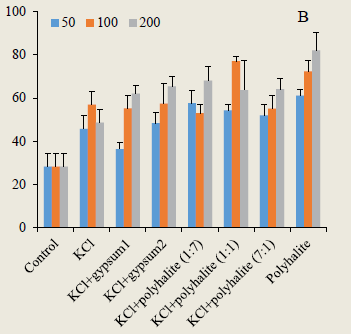 100
B
50 100 200
80
60
40
20
0
Control
KCl
KCl+gypsum1
KCl+gypsum2
KCl+polyhalite (1:7)
KCl+polyhalite (1:1)
KCl+polyhalite (7:1)
Polyhalite